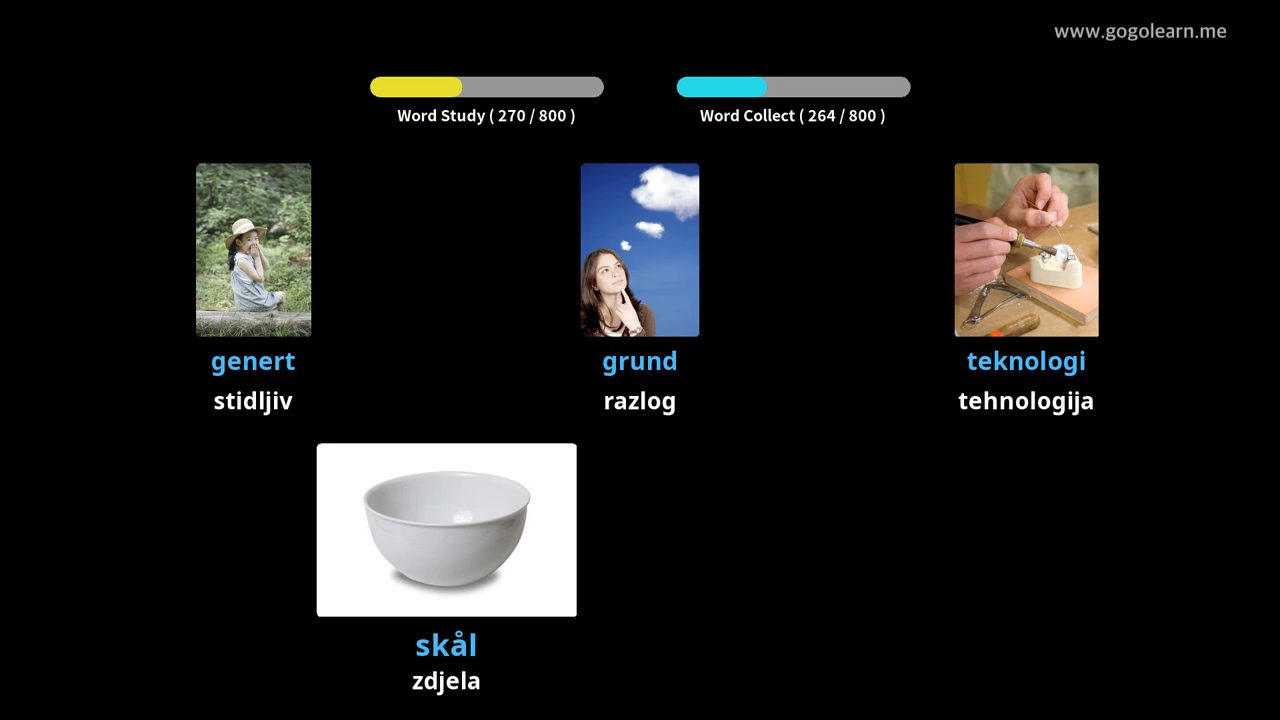 www.gogolearn.me
Word Study ( 270 / 800 )
Word Collect ( 264 / 800 )
genert
grund
teknologi
stidljiv
razlog
tehnologija
skål
zdjela